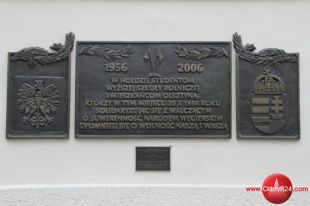 1956 2006
W HOŁDZIE STUDENTOM
WYŻSZEJ SZKOŁY ROLNICZEJ
I MIESZKAŃCOM OLSZTYNA,
KTÓRZY W TYM MIEJSCU 30 X 1956 ROKU
SOLIDARYZUJĄC SIĘ Z WALCZĄCYM
O SUWERENNOŚĆ NARODEM WĘGIERSKIM
UPOMNIELI SIĘ O WOLNOŚĆ NASZĄ I WASZĄ
www.Olsztyn24.com